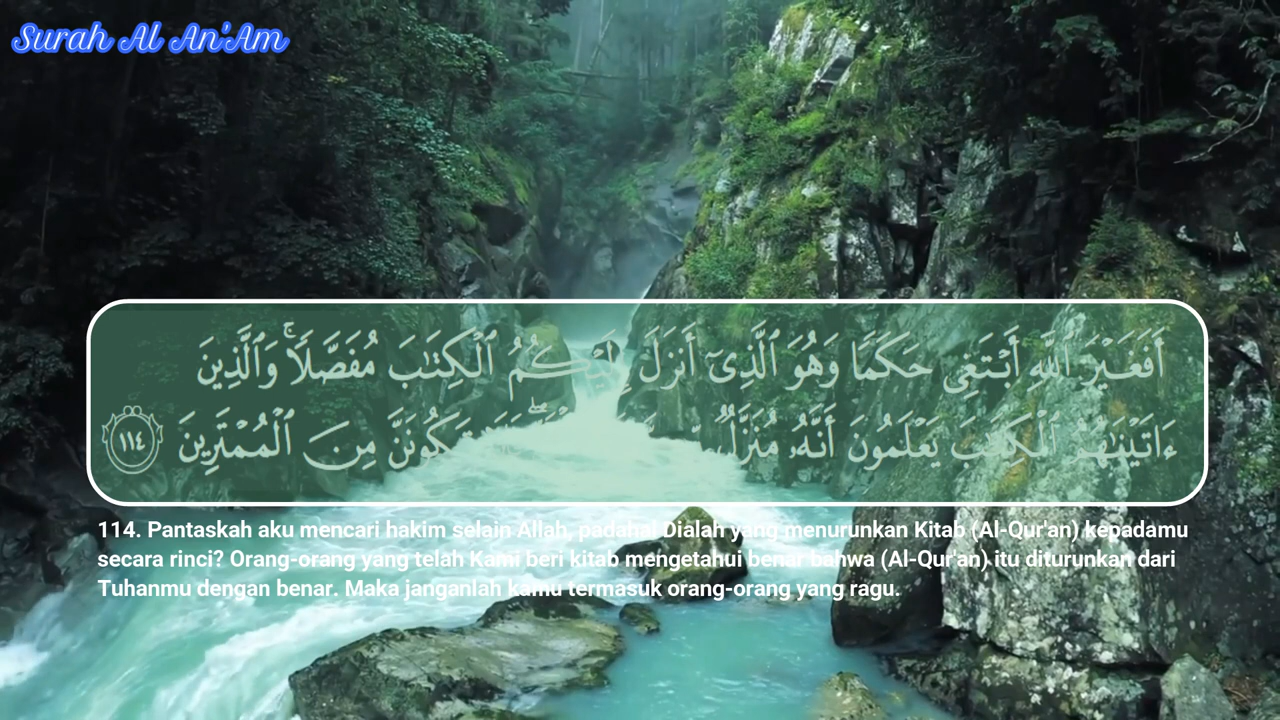 Surah Al An'Am
أَفَغَيْرَ ٱللَّهِ أَبْتَغِى حَكَمًا وَهُوَ ٱلَّذِىٓ أَنزَلَ إِلَيْكُمُ ٱلْكِتَٰبَ مُفَصَّلًا ۚ وَٱلَّذِينَ
ءَاتَيْنَٰهُمُ ٱلْكِتَٰبَ يَعْلَمُونَ أَنَّهُۥ مُنَزَّلٌ تَكُونَنَّ مِنَ ٱلْمُمْتَرِينَ ١١٤
114. Pantaskah aku mencari hakim selain Allah, padahal Dialah yang menurunkan Kitab (Al-Qur'an) kepadamu
secara rinci? Orang-orang yang telah Kami beri kitab mengetahui benar bahwa (Al-Qur'an) itu diturunkan dari
Tuhanmu dengan benar. Maka janganlah kamu termasuk orang-orang yang ragu.